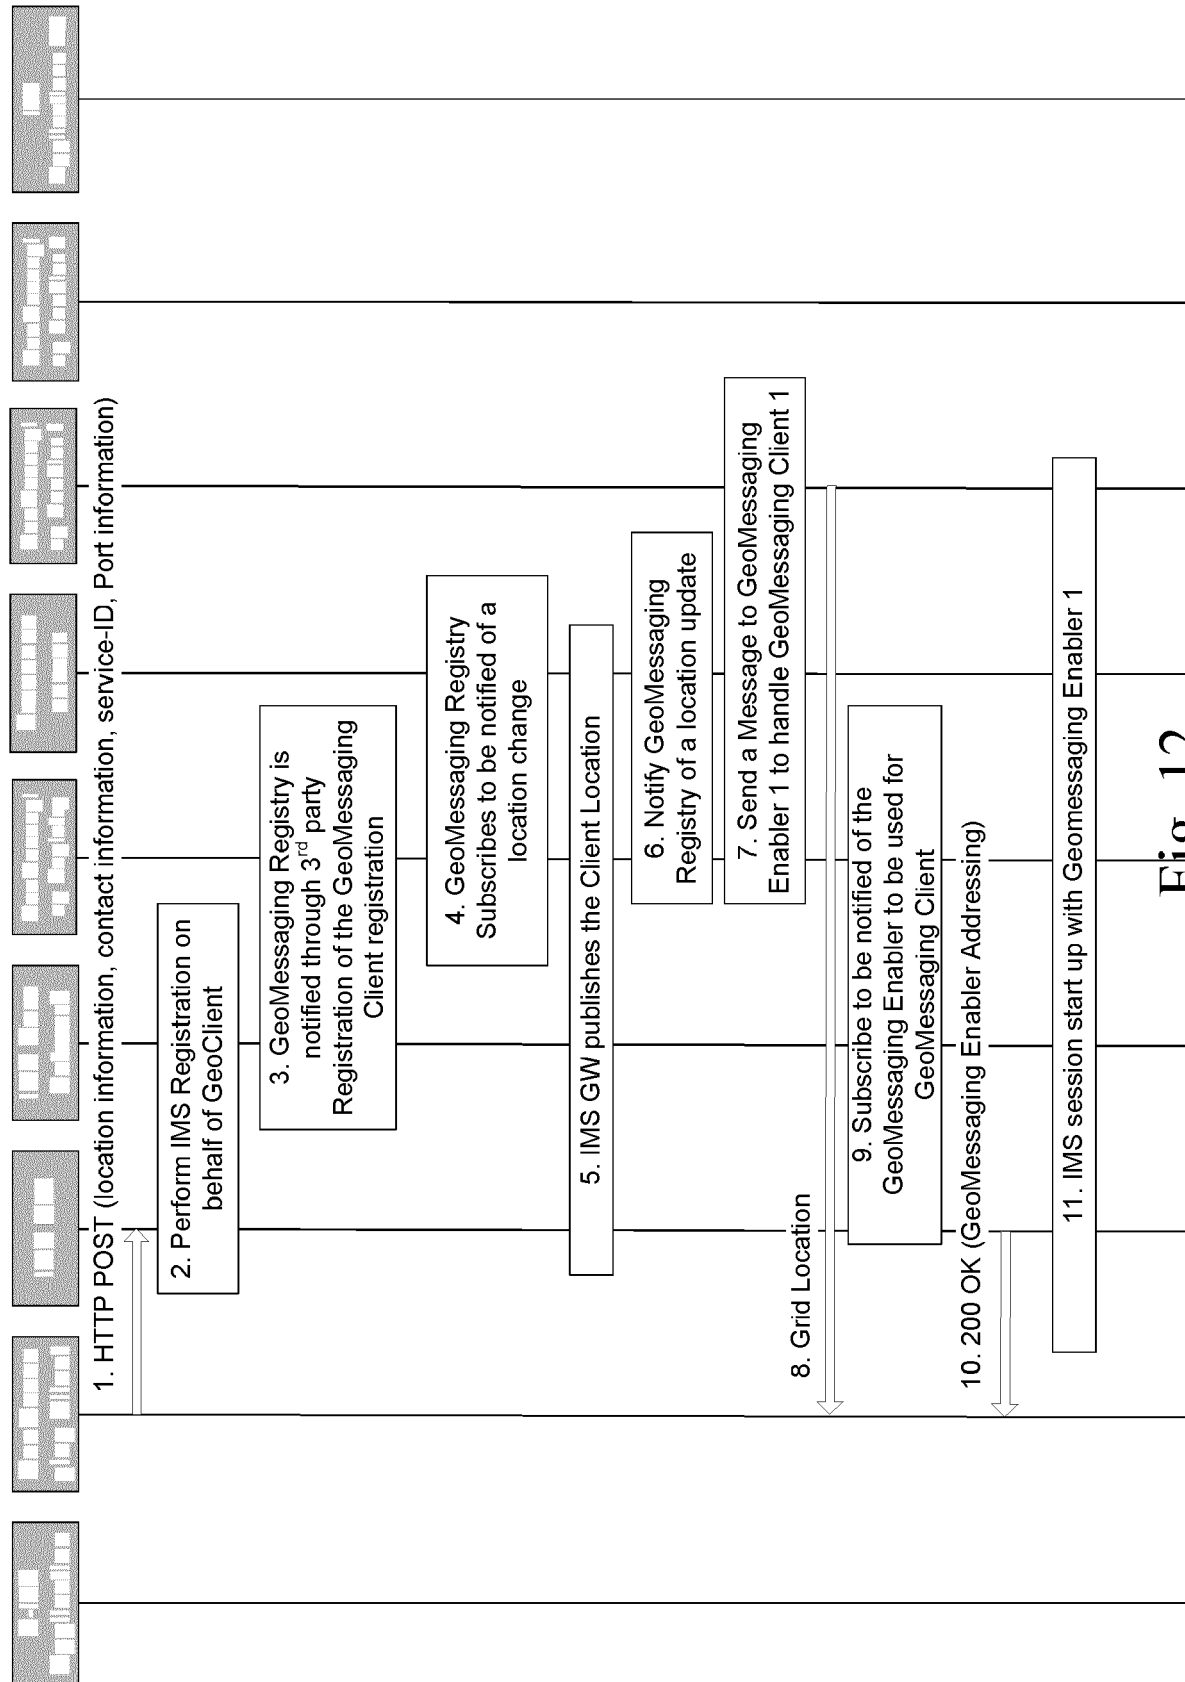 1. HTTP POST (location information, contact information, service-ID, Port information)
2. Perform IMS Registration on
behalf of GeoClient
3. GeoMessaging Registry is
notified through 3rd party
Registration of the GeoMessaging
Client registration
4. GeoMessaging Registry
Subscribes to be notified of a
location change
5. IMS GW publishes the Client Location
6. Notify GeoMessaging
Registry of a location update
7. Send a Message to GeoMessaging
Enabler 1 to handle GeoMessaging Client 1
8. Grid Location
9. Subscribe to be notified of the
GeoMessaging Enabler to be used for
GeoMessaging Client
10. 200 OK (GeoMessaging Enabler Addressing)
11. IMS session start up with Geomessaging Enabler 1
Fig. 12